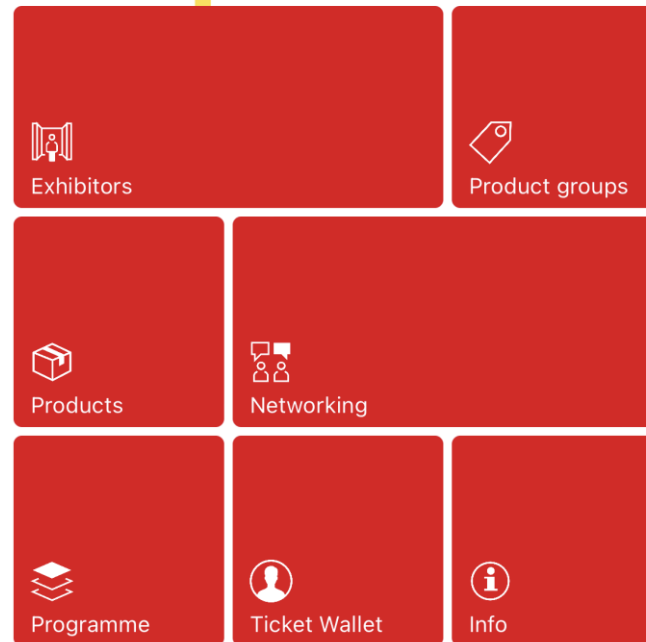 Exhibitors
Product groups
Products
Networking
Programme
Ticket Wallet
Info